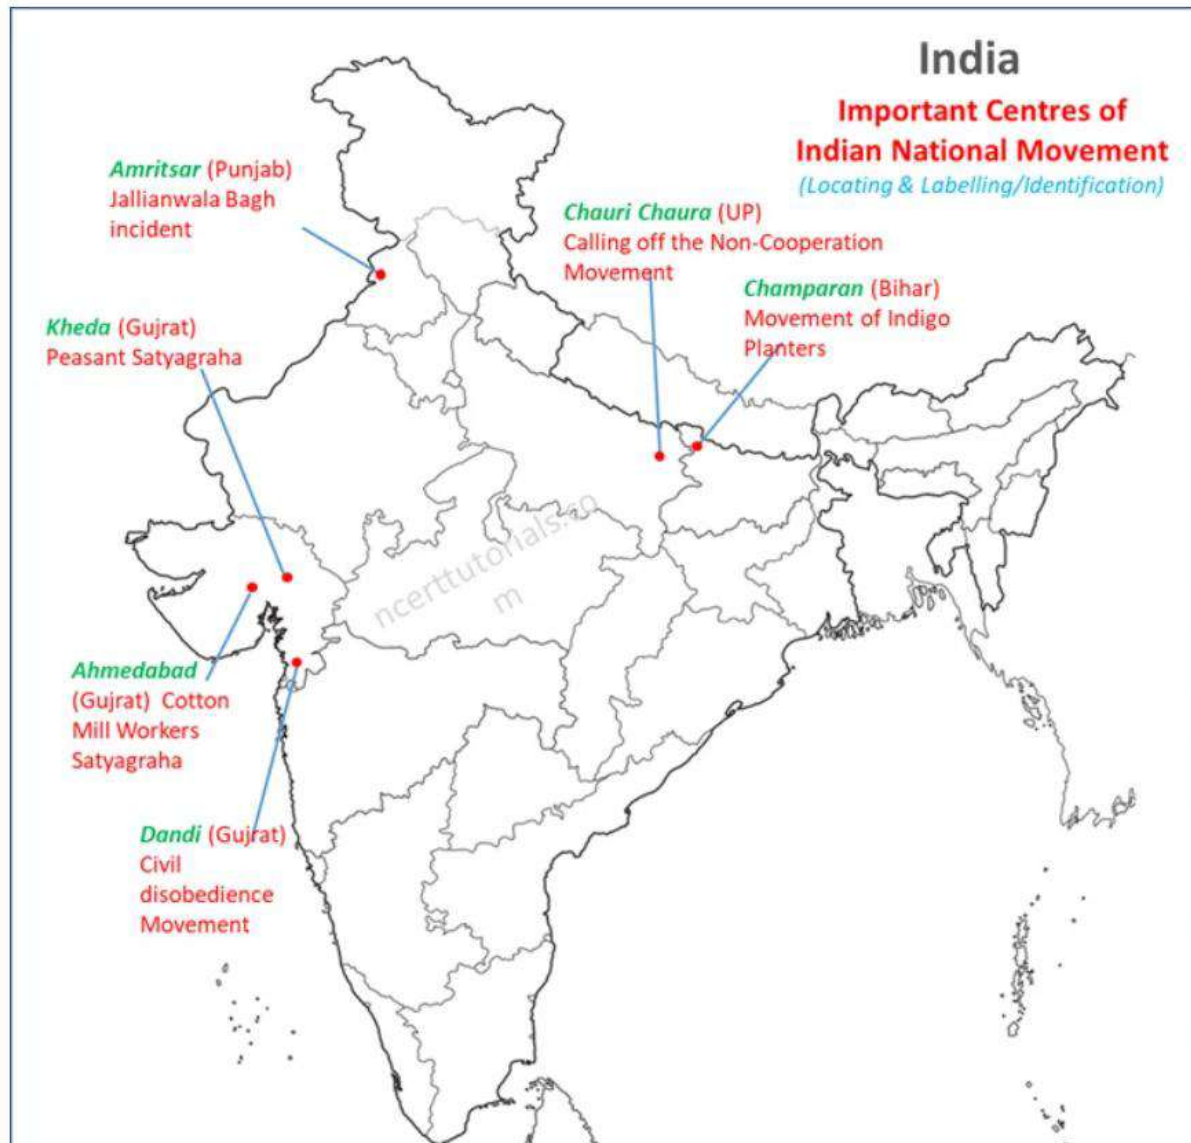 India
Important Centres of
Indian National Movement
(Locating & Labelling/Identification)
Amritsar (Punjab)
Jallianwala Bagh
incident
Chauri Chaura (UP)
Calling off the Non-Cooperation
Movement
Champaran (Bihar)
Movement of Indigo
Planters
Kheda (Gujrat)
Peasant Satyagraha
ncerttutorials.co
m
Ahmedabad
(Gujrat) Cotton
Mill Workers
Satyagraha
Dandi (Gujrat)
Civil
disobedience
Movement